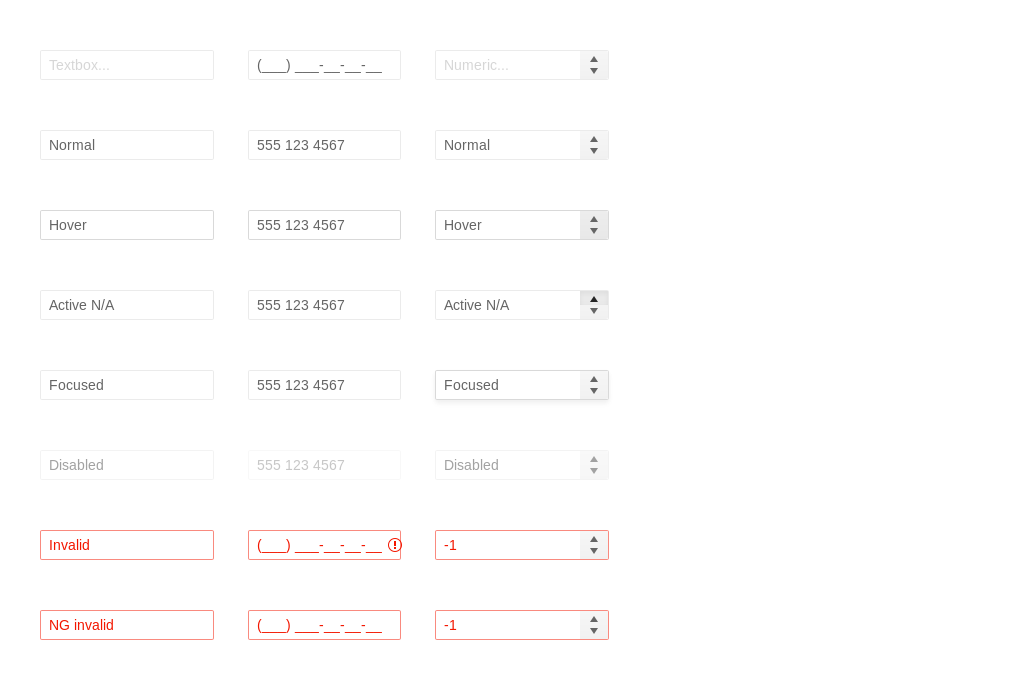 Textbox... (___) ___-__-__-__ Numeric...
Normal 555 123 4567 Normal
Hover 555 123 4567 Hover
Active N/A 555 123 4567 Active N/A
Focused 555 123 4567 Focused
Disabled 555 123 4567 Disabled
Invalid (___) ___-__-__-__ -1
NG invalid (___) ___-__-__-__ -1